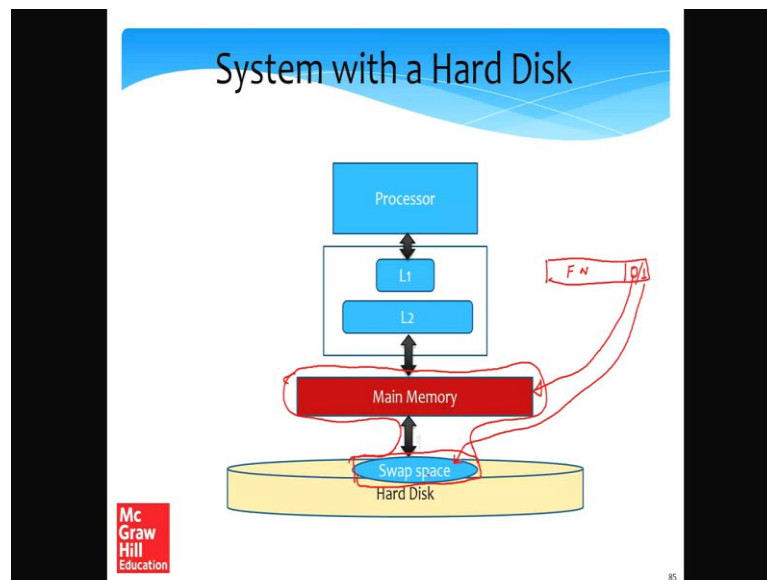 System with a Hard Disk
Processor
L1
L2
FN 0/1
Main Memory
Swap space
Hard Disk
Mc
Graw
Hill
Education
85